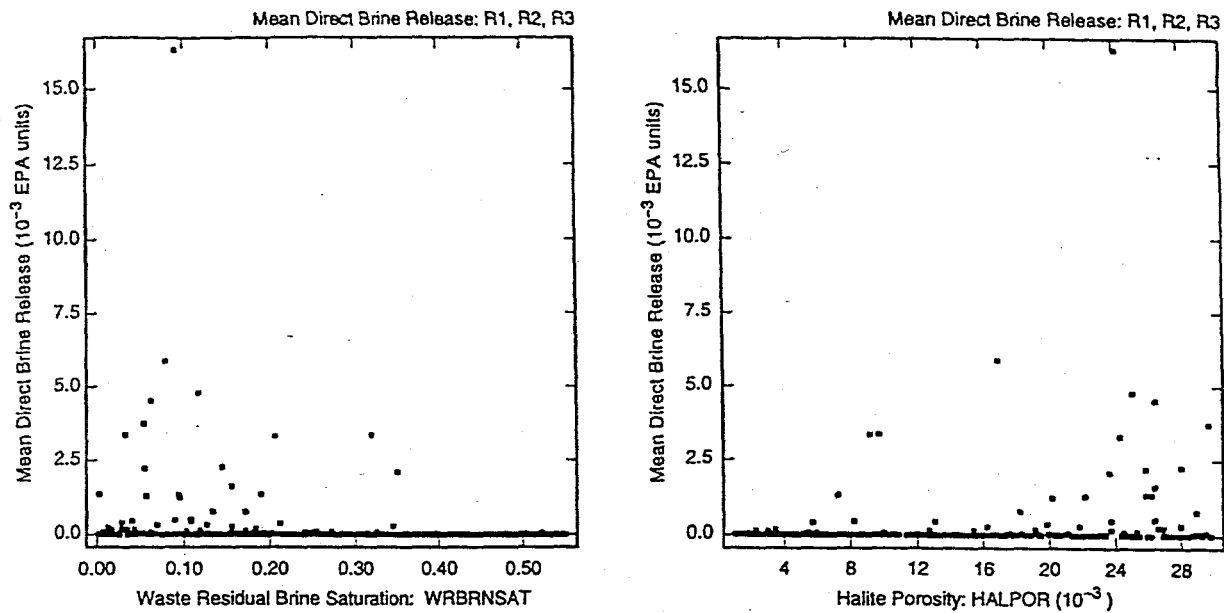 Mean Direct Brine Release: R1, R2, R3
Mean Direct Brine Release (10⁻³ EPA units)
15.0
12.5
10.0
7.5
5.0
2.5
0.0
0.00 0.10 0.20 0.30 0.40 0.50
Waste Residual Brine Saturation: WRBRNSAT
Mean Direct Brine Release: R1, R2, R3
Mean Direct Brine Release (10⁻³ EPA units)
15.0
12.5
10.0
7.5
5.0
2.5
0.0
4 8 12 16 20 24 28
Halite Porosity: HALPOR (10⁻³)